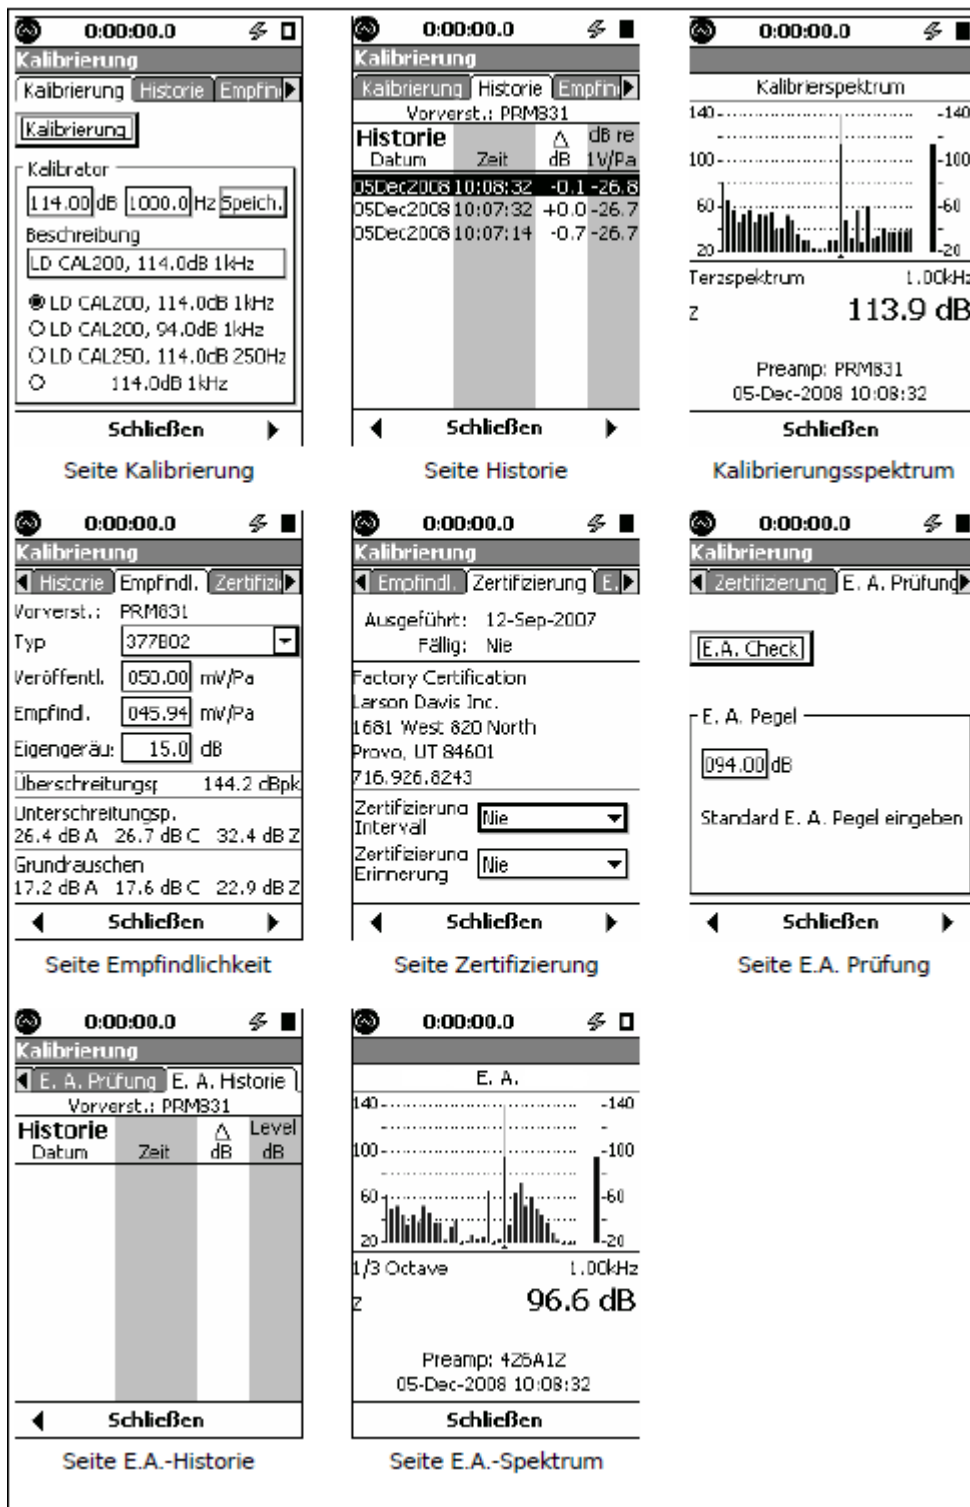 0:00:00.0
Kalibrierung
Kalibrierung Historie Empfin
Kalibrierung
Kalibrator
114.00 dB 1000.0 Hz Speich.
Beschreibung
LD CAL200, 114.0dB 1kHz
LD CAL200, 114.0dB 1kHz
LD CAL200, 94.0dB 1kHz
LD CAL250, 114.0dB 250Hz
114.0dB 1kHz
Schließen
Seite Kalibrierung
0:00:00.0
Kalibrierung
Kalibrierung Historie Empfin
Vorverst.: PRM831
Historie Δ dB re
Datum Zeit dB 1V/Pa
05Dec2008 10:08:32 -0.1 -26.8
05Dec2008 10:07:32 +0.0 -26.7
05Dec2008 10:07:14 -0.7 -26.7
Schließen
Seite Historie
0:00:00.0
Kalibrierspektrum
140 -140
100 -100
60 -60
20 -20
Terzspektrum 1.00kHz
Z 113.9 dB
Preamp: PRM831
05-Dec-2008 10:08:32
Schließen
Kalibrierungsspektrum
0:00:00.0
Kalibrierung
Historie Empfindl. Zertifizi
Vorverst.: PRM831
Typ 377B02
Veröffentl. 050.00 mV/Pa
Empfindl. 045.94 mV/Pa
Eigengeräu: 15.0 dB
Überschreitungsp 144.2 dBpk
Unterschreitungsp.
26.4 dB A 26.7 dB C 32.4 dB Z
Grundrauschen
17.2 dB A 17.6 dB C 22.9 dB Z
Schließen
Seite Empfindlichkeit
0:00:00.0
Kalibrierung
Empfindl. Zertifizierung E.
Ausgeführt: 12-Sep-2007
Fällig: Nie
Factory Certification
Larson Davis Inc.
1681 West 820 North
Provo, UT 84601
716.926.8243
Zertifizierung
Intervall Nie
Zertifizierung
Erinnerung Nie
Schließen
Seite Zertifizierung
0:00:00.0
Kalibrierung
Zertifizierung E. A. Prüfung
E.A. Check
E. A. Pegel
094.00 dB
Standard E. A. Pegel eingeben
Schließen
Seite E.A. Prüfung
0:00:00.0
Kalibrierung
E. A. Prüfung E. A. Historie
Vorverst.: PRM831
Historie Δ Level
Datum Zeit dB dB
Schließen
Seite E.A.-Historie
0:00:00.0
E. A.
140 -140
100 -100
60 -60
20 -20
1/3 Octave 1.00kHz
Z 96.6 dB
Preamp: 426A12
05-Dec-2008 10:08:32
Schließen
Seite E.A.-Spektrum